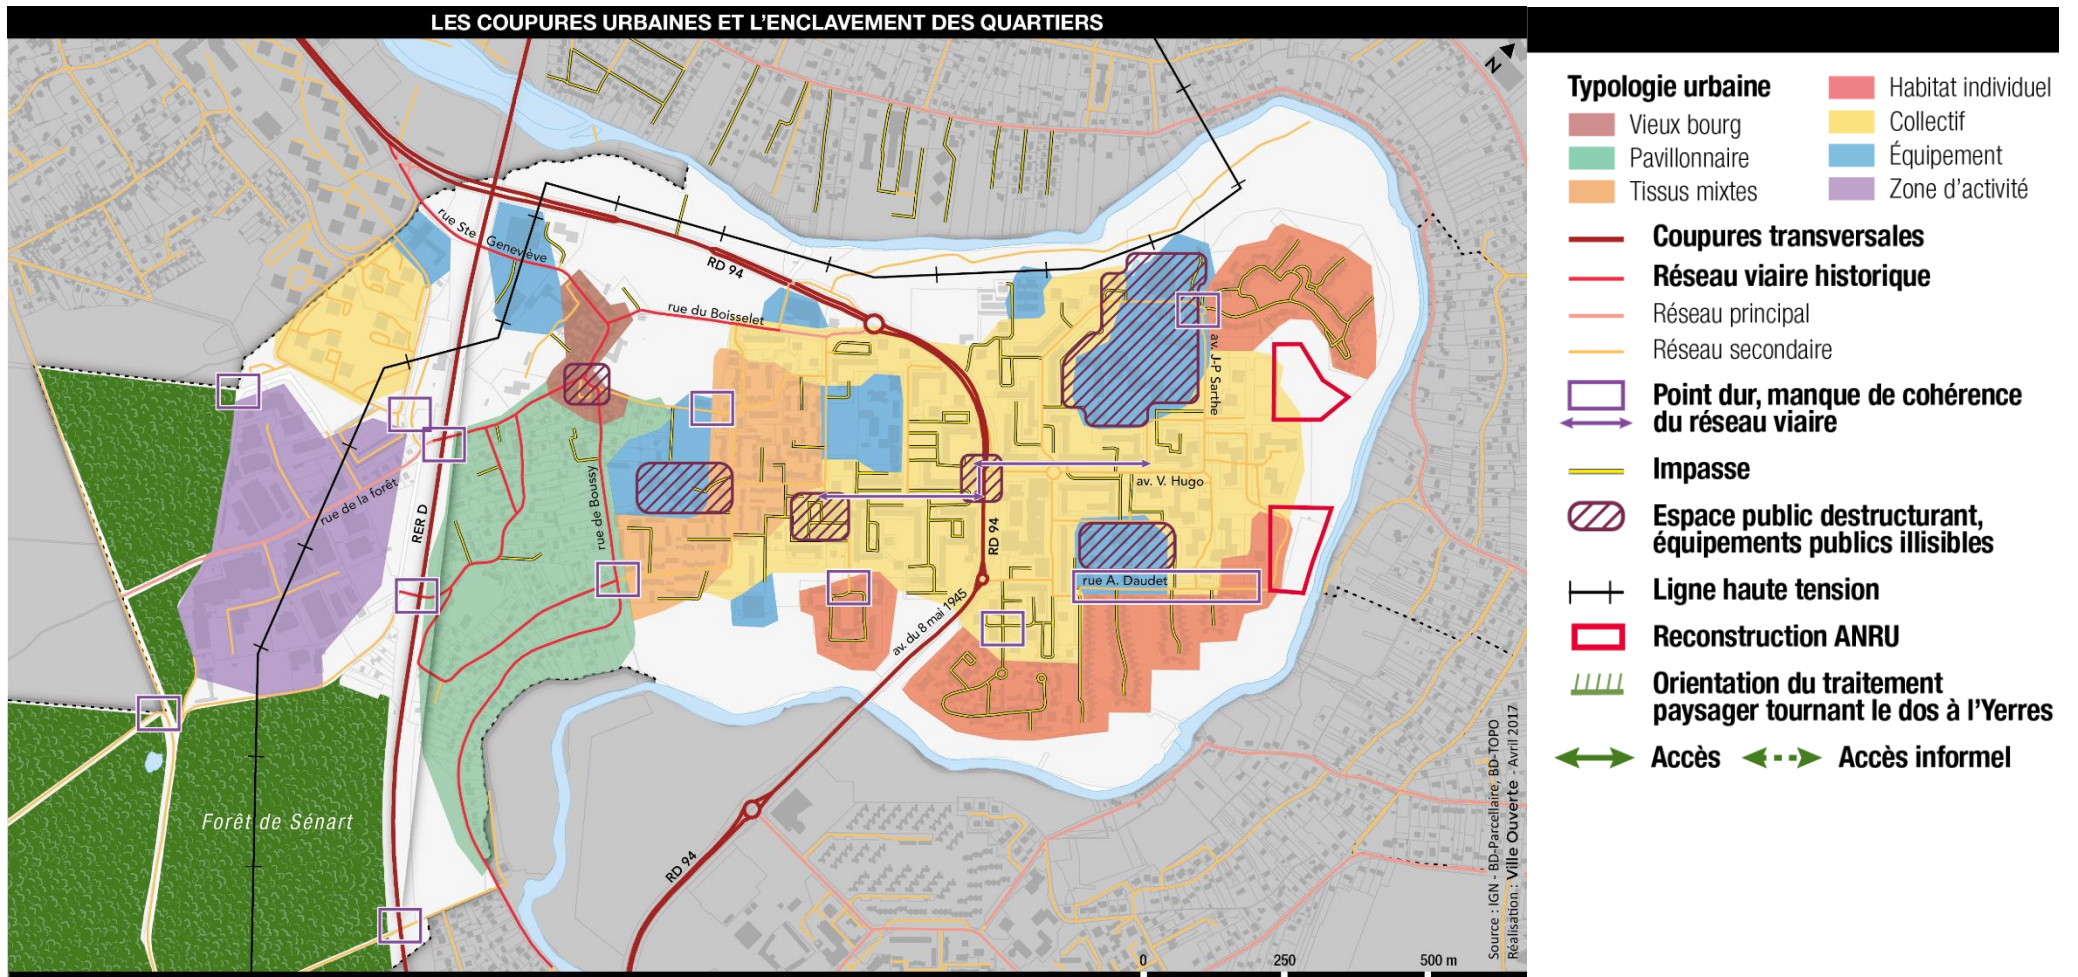 LES COUPURES URBAINES ET L'ENCLAVEMENT DES QUARTIERS
N
rue Ste - Geneviève
RD 94
rue du Boisselet
av. J-P Sarthe
rue de la forêt
RER D
rue de Boussy
av. V. Hugo
RD 94
rue A. Daudet
av. du 8 mai 1945
Forêt de Sénart
RD 94
0 250 500 m
Source : IGN - BD-Parcellaire, BD-TOPO
Réalisation : Ville Ouverte - Avril 2017
Typologie urbaine
Vieux bourg
Pavillonnaire
Tissus mixtes
Habitat individuel
Collectif
Équipement
Zone d'activité
Coupures transversales
Réseau viaire historique
Réseau principal
Réseau secondaire
Point dur, manque de cohérence
du réseau viaire
Impasse
Espace public destructurant,
équipements publics illisibles
Ligne haute tension
Reconstruction ANRU
Orientation du traitement
paysager tournant le dos à l'Yerres
Accès
Accès informel